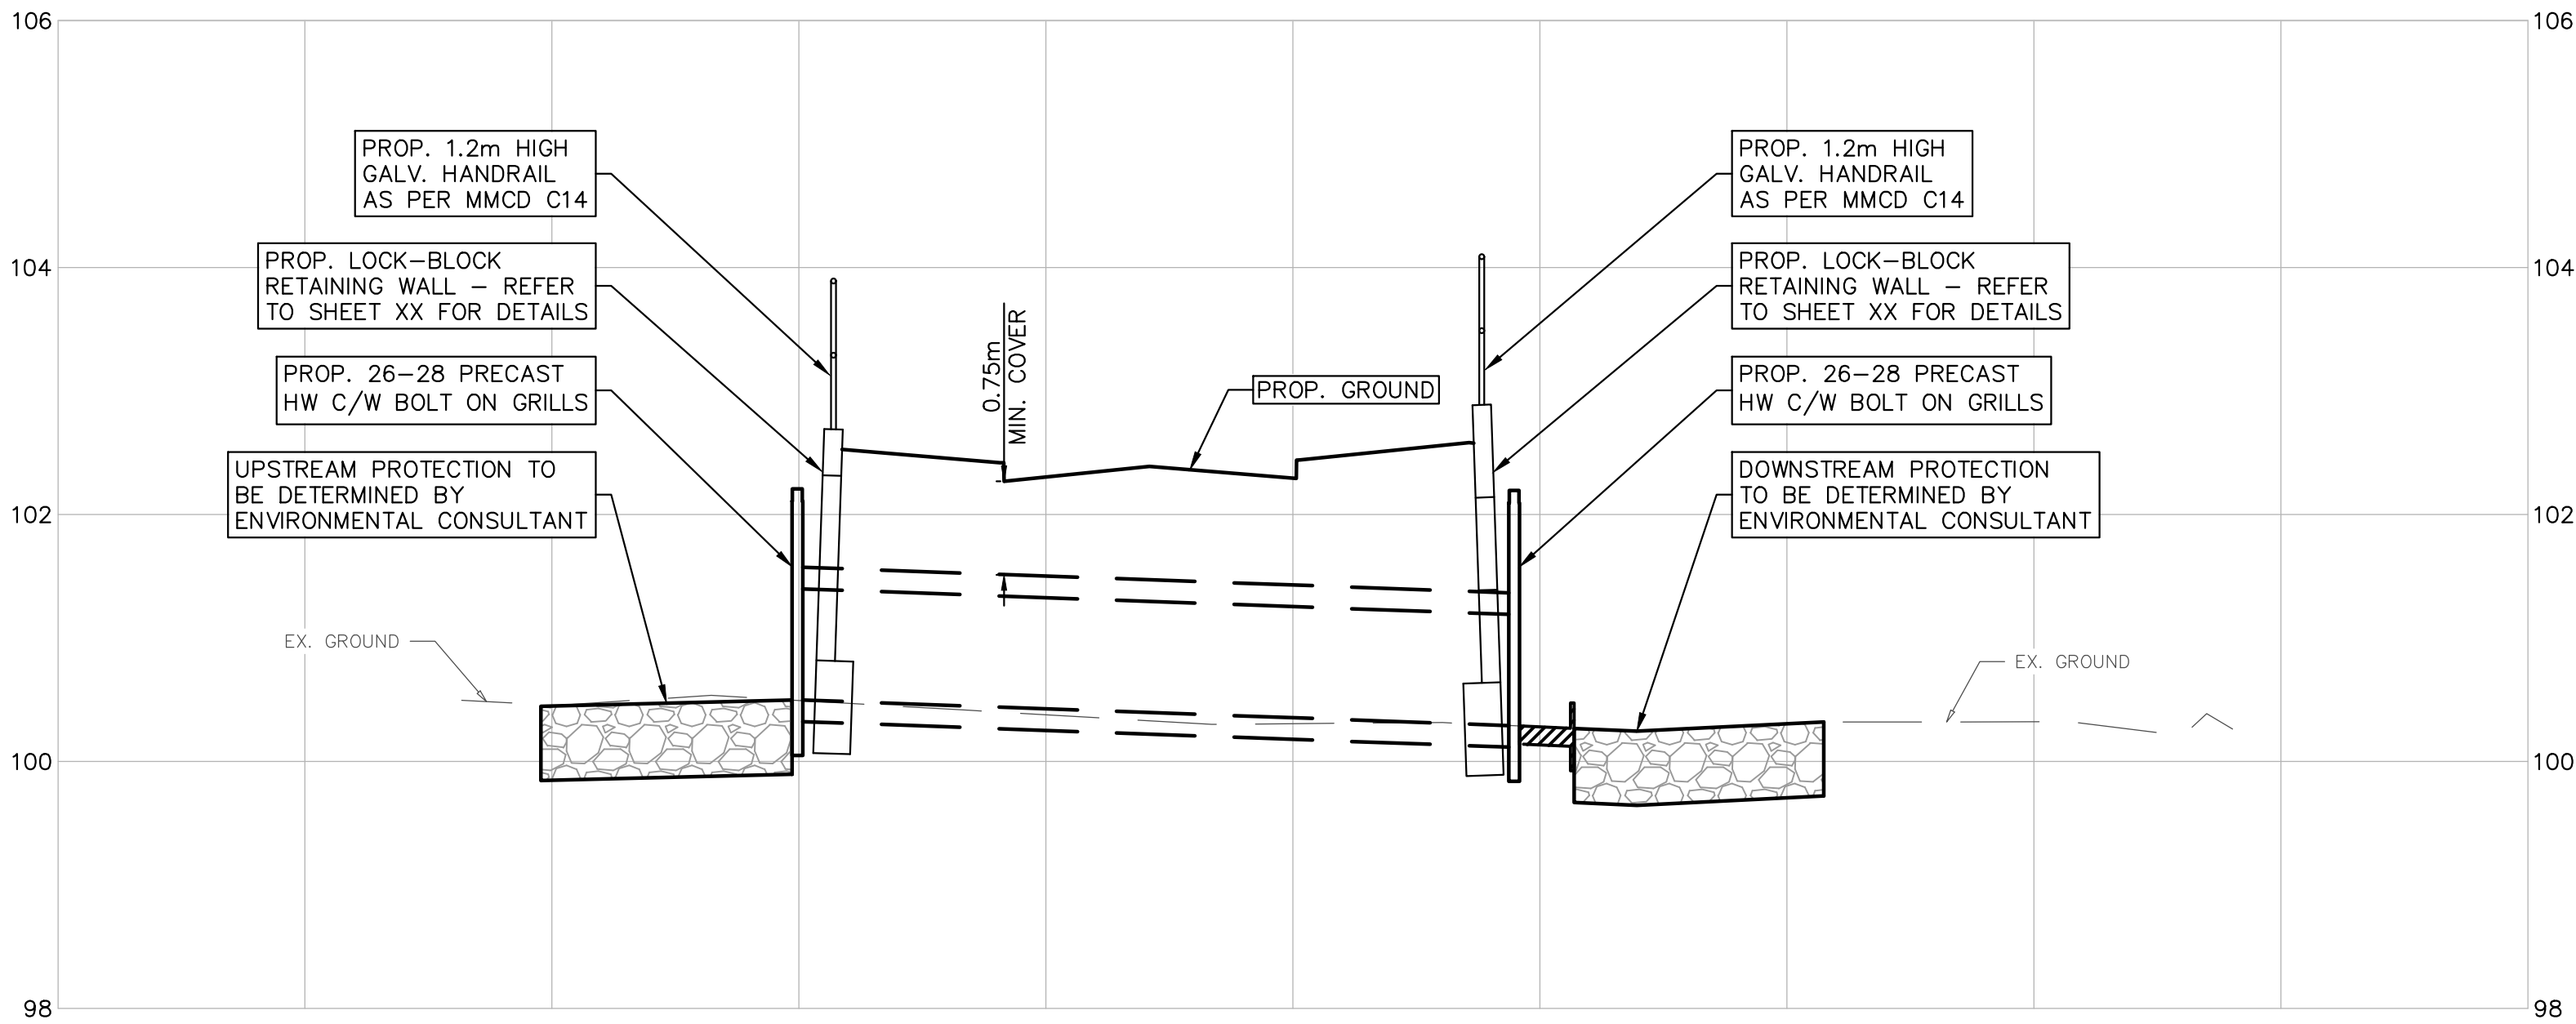 106
106
PROP. 1.2m HIGH
GALV. HANDRAIL
AS PER MMCD C14
PROP. 1.2m HIGH
GALV. HANDRAIL
AS PER MMCD C14
104
104
PROP. LOCK-BLOCK
RETAINING WALL - REFER
TO SHEET XX FOR DETAILS
PROP. LOCK-BLOCK
RETAINING WALL - REFER
TO SHEET XX FOR DETAILS
0.75m
MIN. COVER
PROP. 26-28 PRECAST
HW C/W BOLT ON GRILLS
PROP. GROUND
PROP. 26-28 PRECAST
HW C/W BOLT ON GRILLS
UPSTREAM PROTECTION TO
BE DETERMINED BY
ENVIRONMENTAL CONSULTANT
DOWNSTREAM PROTECTION
TO BE DETERMINED BY
ENVIRONMENTAL CONSULTANT
102
102
EX. GROUND
EX. GROUND
100
100
98
98